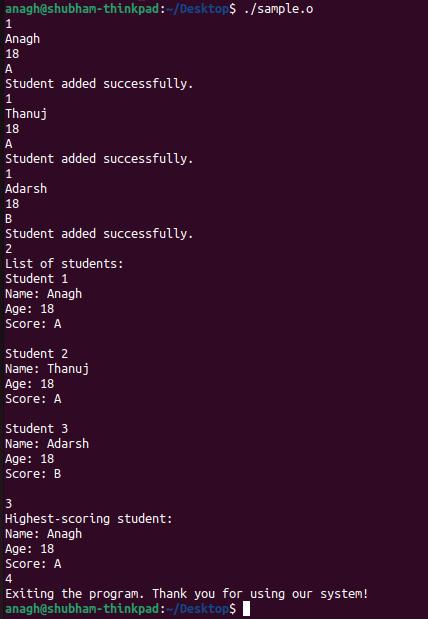 anagh@shubham-thinkpad:~/Desktop$ ./sample.o
1
Anagh
18
A
Student added successfully.
1
Thanuj
18
A
Student added successfully.
1
Adarsh
18
B
Student added successfully.
2
List of students:
Student 1
Name: Anagh
Age: 18
Score: A

Student 2
Name: Thanuj
Age: 18
Score: A

Student 3
Name: Adarsh
Age: 18
Score: B

3
Highest-scoring student:
Name: Anagh
Age: 18
Score: A
4
Exiting the program. Thank you for using our system!
anagh@shubham-thinkpad:~/Desktop$